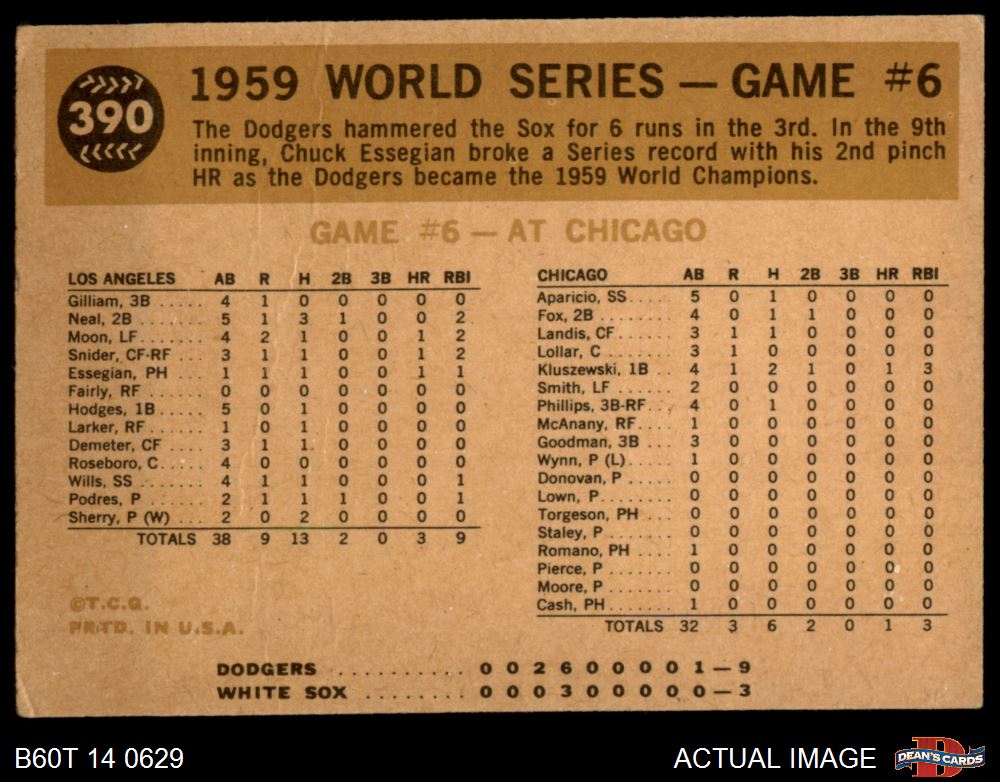 390
1959 WORLD SERIES — GAME #6
The Dodgers hammered the Sox for 6 runs in the 3rd. In the 9th
inning, Chuck Essegian broke a Series record with his 2nd pinch
HR as the Dodgers became the 1959 World Champions.
GAME #6 — AT CHICAGO
LOS ANGELES AB R H 2B 3B HR RBI
Gilliam, 3B ..... 4 1 0 0 0 0 0
Neal, 2B ....... 5 1 3 1 0 0 2
Moon, LF ....... 4 2 1 0 0 1 2
Snider, CF-RF ... 3 1 1 0 0 1 2
Essegian, PH ... 1 1 1 0 0 1 1
Fairly, RF ...... 0 0 0 0 0 0 0
Hodges, 1B ..... 5 0 1 0 0 0 0
Larker, RF ...... 1 0 1 0 0 0 0
Demeter, CF .... 3 1 1 0 0 0 0
Roseboro, C .... 4 0 0 0 0 0 0
Wills, SS ....... 4 1 1 0 0 0 1
Podres, P ...... 2 1 1 1 0 0 1
Sherry, P (W) ... 2 0 2 0 0 0 0
TOTALS 38 9 13 2 0 3 9
©T.C.G.
PRTD. IN U.S.A.
CHICAGO AB R H 2B 3B HR RBI
Aparicio, SS ..... 5 0 1 0 0 0 0
Fox, 2B ........ 4 0 1 1 0 0 0
Landis, CF ...... 3 1 1 0 0 0 0
Lollar, C ....... 3 1 0 0 0 0 0
Kluszewski, 1B .. 4 1 2 1 0 1 3
Smith, LF ....... 2 0 0 0 0 0 0
Phillips, 3B-RF ... 4 0 1 0 0 0 0
McAnany, RF .... 1 0 0 0 0 0 0
Goodman, 3B ... 3 0 0 0 0 0 0
Wynn, P (L) ..... 1 0 0 0 0 0 0
Donovan, P ..... 0 0 0 0 0 0 0
Lown, P ........ 0 0 0 0 0 0 0
Torgeson, PH ... 0 0 0 0 0 0 0
Staley, P ....... 0 0 0 0 0 0 0
Romano, PH .... 1 0 0 0 0 0 0
Pierce, P ....... 0 0 0 0 0 0 0
Moore, P ....... 0 0 0 0 0 0 0
Cash, PH ....... 1 0 0 0 0 0 0
TOTALS 32 3 6 2 0 1 3
DODGERS .......... 0 0 2 6 0 0 0 0 1 — 9
WHITE SOX ........ 0 0 0 3 0 0 0 0 0 — 3
B60T 14 0629
ACTUAL IMAGE
D
DEAN'S CARDS